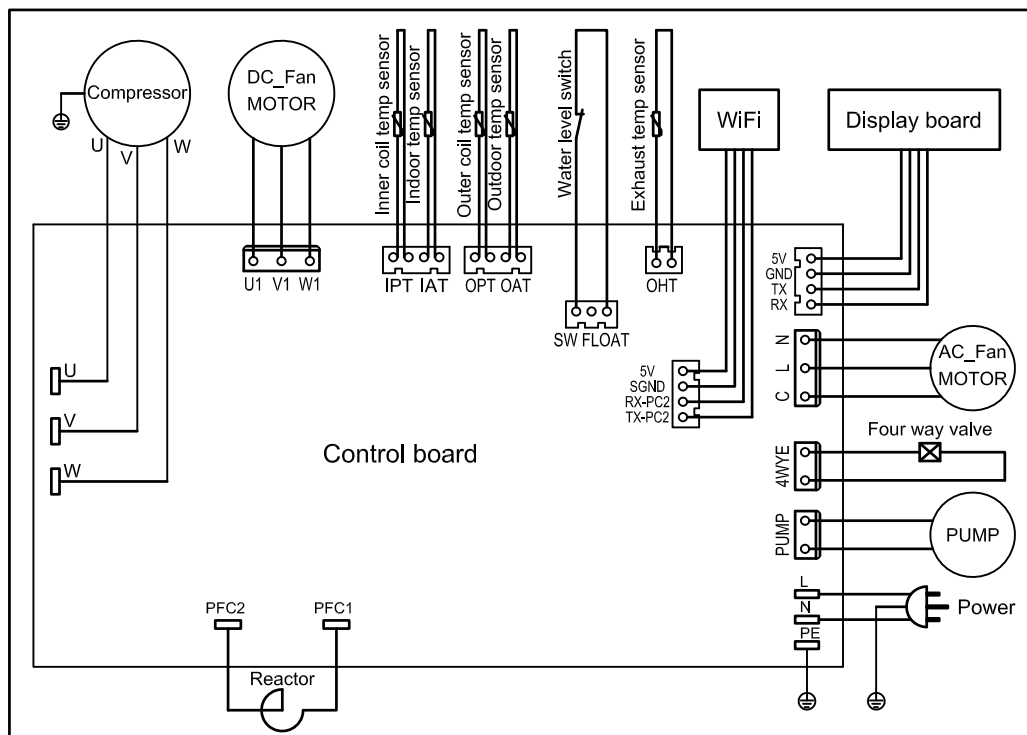 Compressor
U
V
W
DC_Fan
MOTOR
Inner coil temp sensor
Indoor temp sensor
Outer coil temp sensor
Outdoor temp sensor
Water level switch
Exhaust temp sensor
WiFi
Display board
U1 V1 W1
IPT IAT
OPT OAT
SW FLOAT
OHT
5V
GND
TX
RX
N
L
C
AC_Fan
MOTOR
5V
SGND
RX-PC2
TX-PC2
U
V
W
Control board
Four way valve
4WYE
PUMP
PUMP
L
N
PE
Power
PFC2
PFC1
Reactor